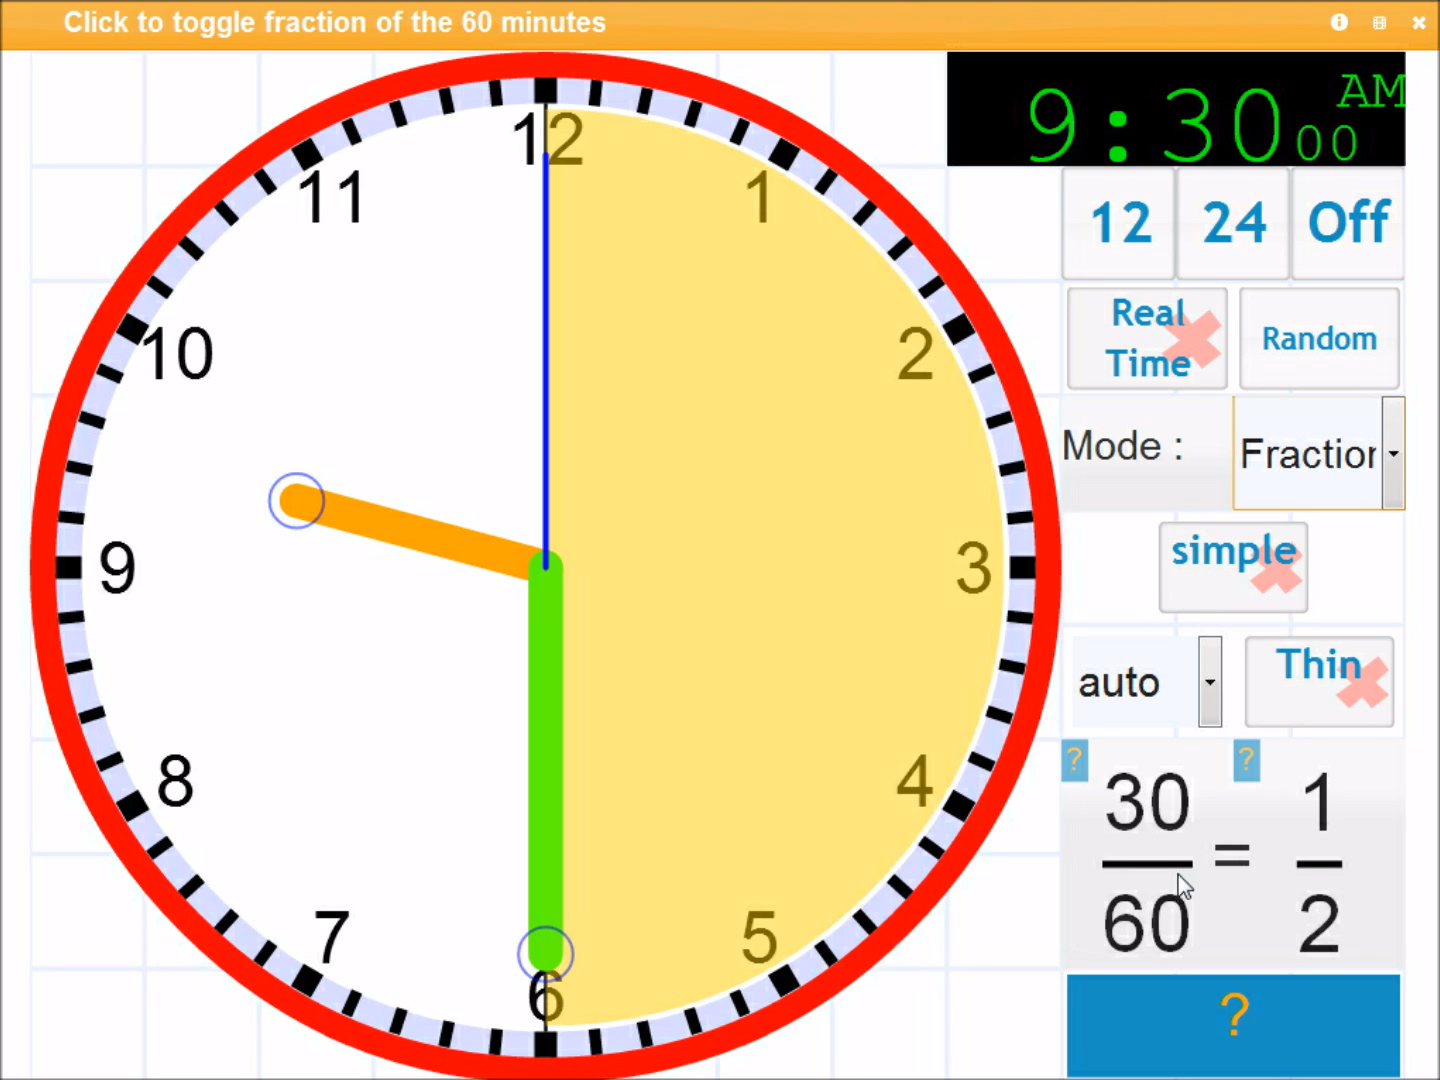 Click to toggle fraction of the 60 minutes
9:30 00 AM
12 24 Off
Real Time
Random
Mode : Fraction
simple
auto
Thin
? ?
30/60 = 1/2
?
12
1
2
3
4
5
6
7
8
9
10
11